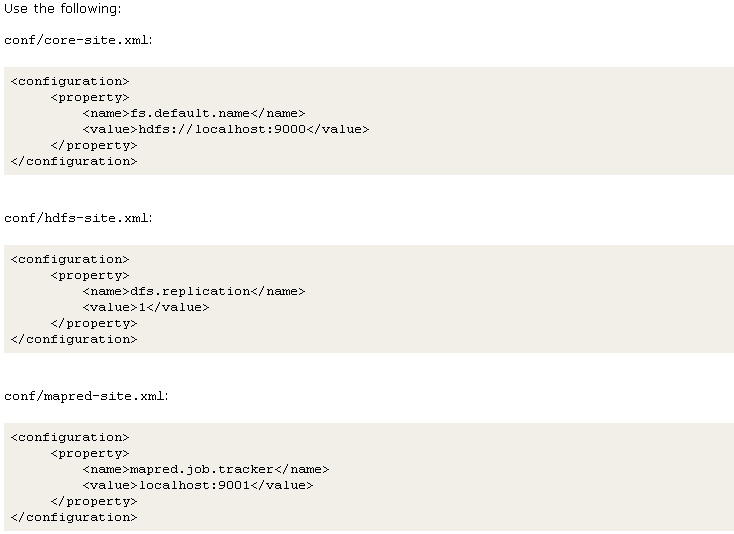 Use the following:
conf/core-site.xml:
<configuration>
     <property>
         <name>fs.default.name</name>
         <value>hdfs://localhost:9000</value>
     </property>
</configuration>
conf/hdfs-site.xml:
<configuration>
     <property>
         <name>dfs.replication</name>
         <value>1</value>
     </property>
</configuration>
conf/mapred-site.xml:
<configuration>
     <property>
         <name>mapred.job.tracker</name>
         <value>localhost:9001</value>
     </property>
</configuration>